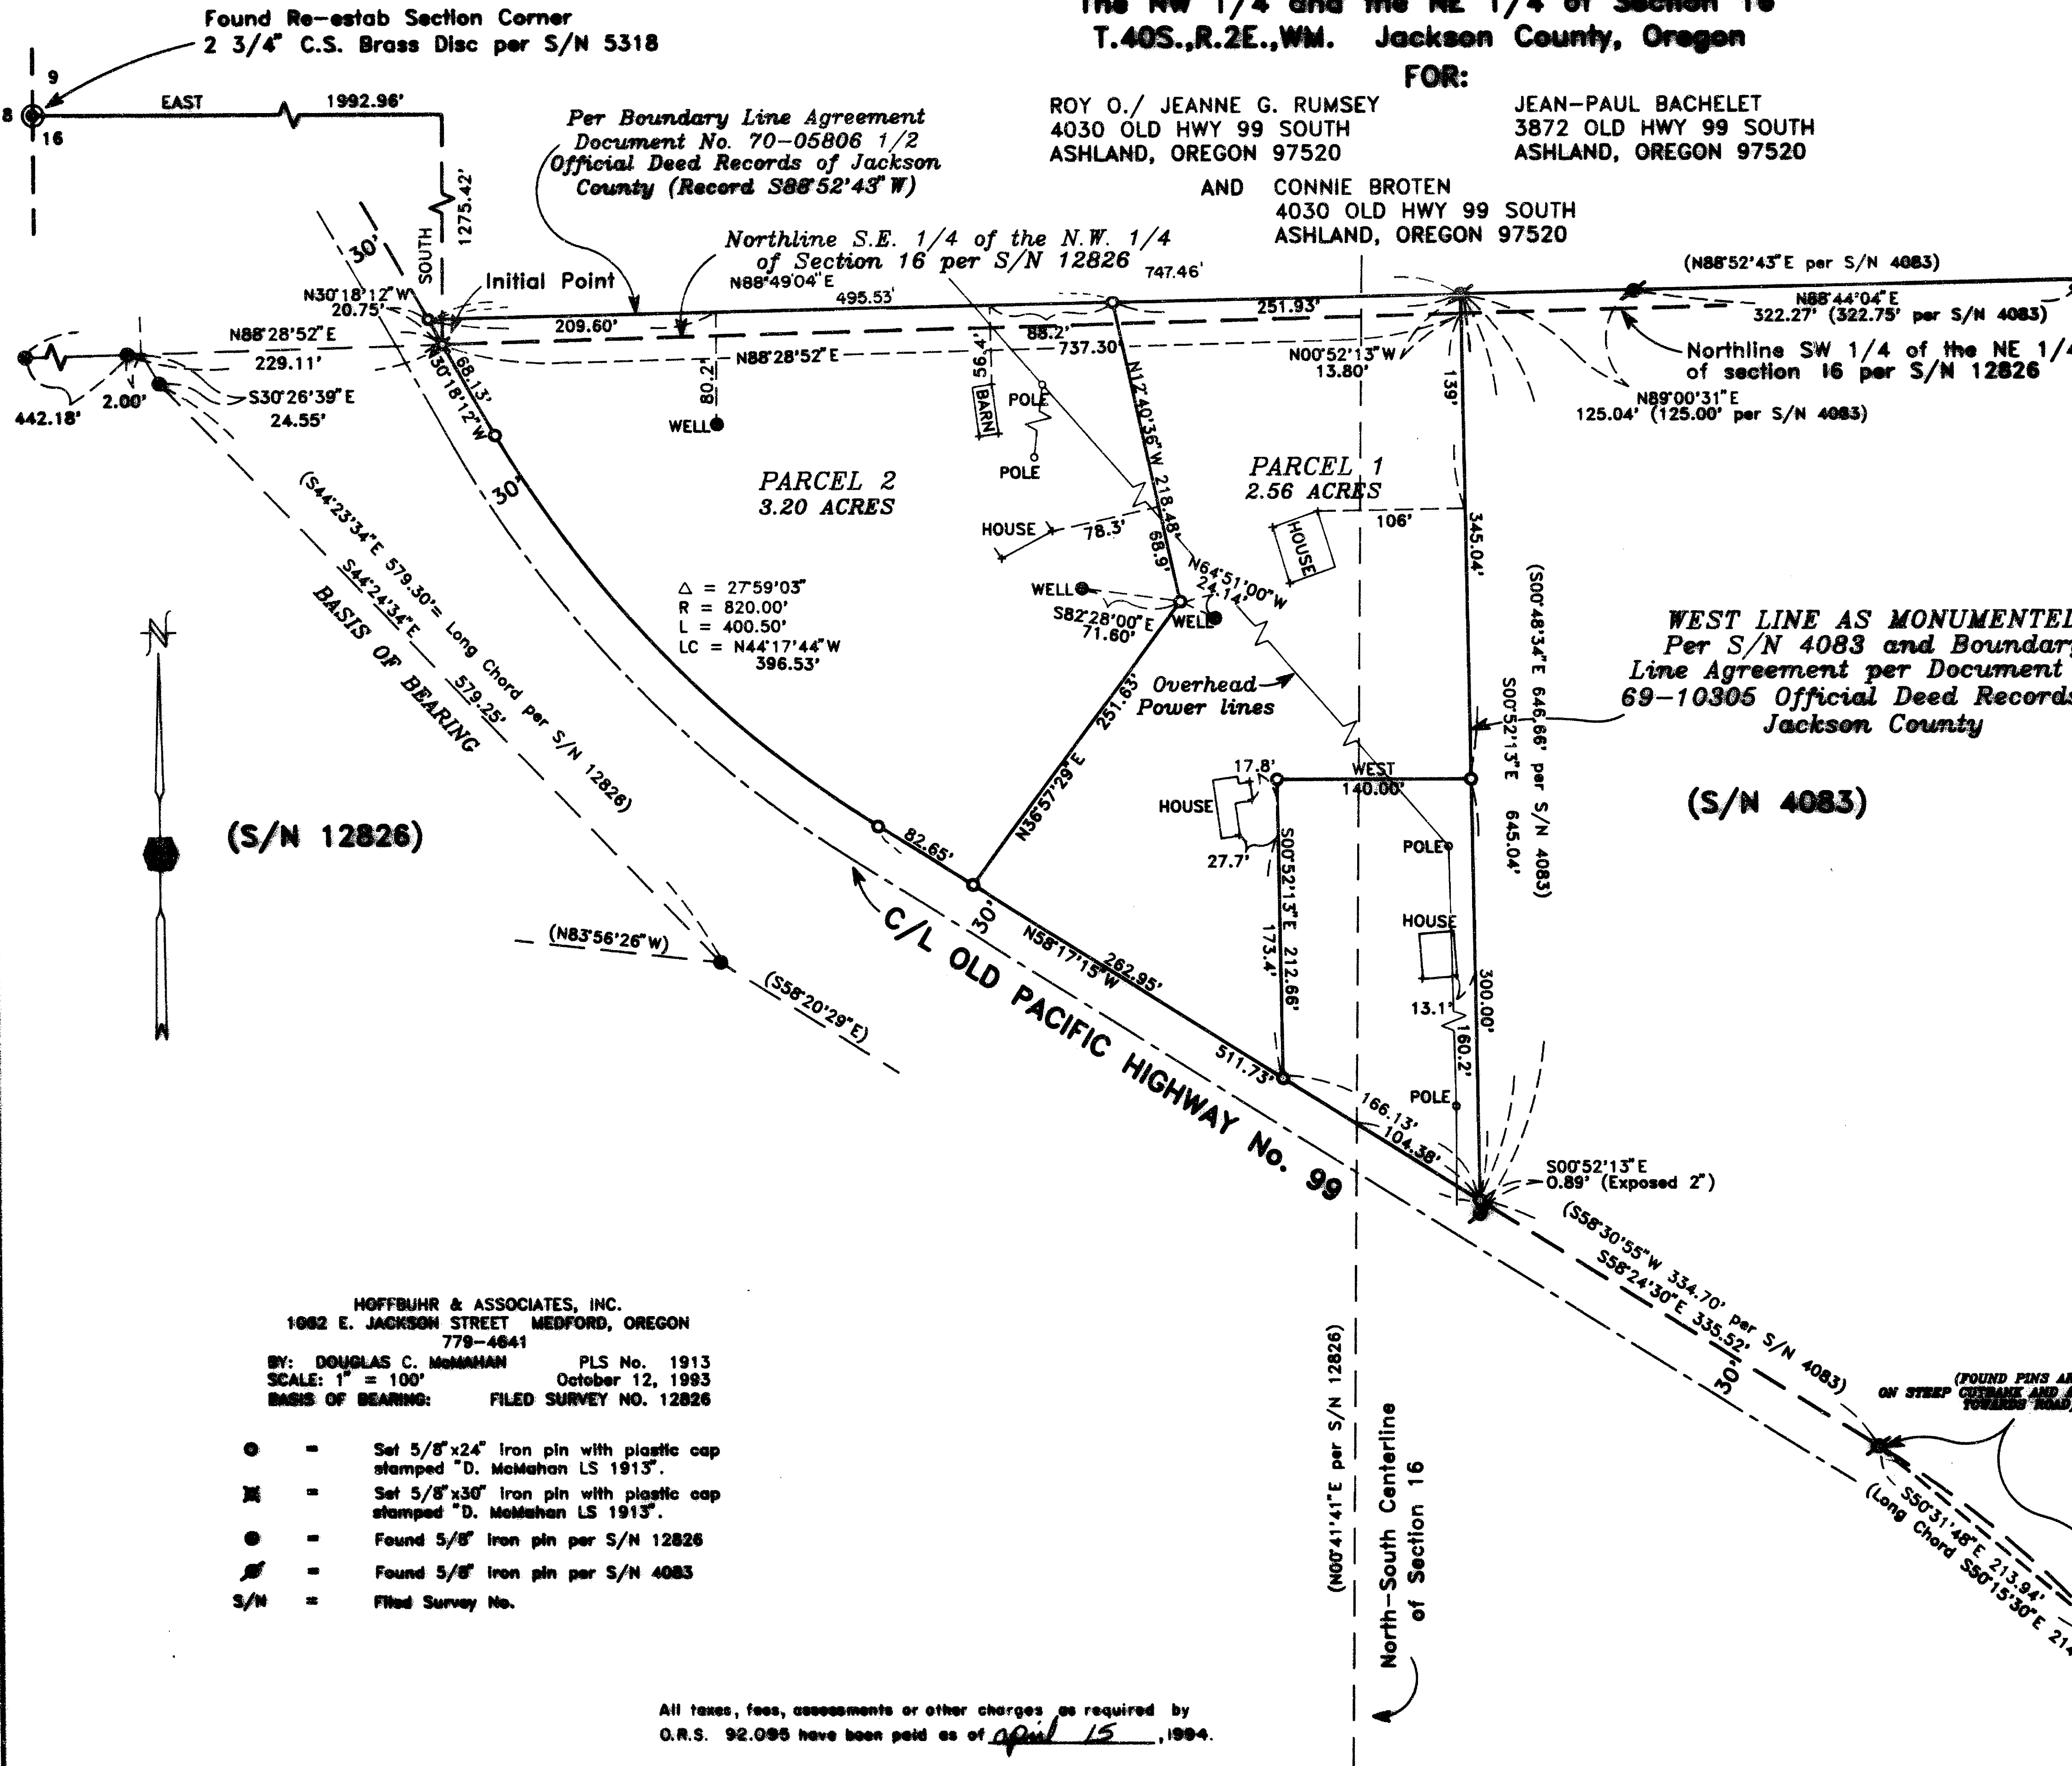 The NW 1/4 and the NE 1/4 of Section 16
T.40S.,R.2E.,WM. Jackson County, Oregon
FOR:
ROY O./ JEANNE G. RUMSEY
4030 OLD HWY 99 SOUTH
ASHLAND, OREGON 97520
JEAN-PAUL BACHELET
3872 OLD HWY 99 SOUTH
ASHLAND, OREGON 97520
AND CONNIE BROTEN
4030 OLD HWY 99 SOUTH
ASHLAND, OREGON 97520
Found Re-estab Section Corner
2 3/4" C.S. Brass Disc per S/N 5318
9
8
16
EAST 1992.96'
SOUTH 1275.42'
Per Boundary Line Agreement
Document No. 70-05806 1/2
Official Deed Records of Jackson
County (Record S88°52'43"W)
Northline S.E. 1/4 of the N.W. 1/4
of Section 16 per S/N 12826
N88°49'04"E
747.46'
495.53'
251.93'
30'
Initial Point
N30°18'12"W
20.75'
209.60'
88.2'
737.30'
N88°28'52"E
N88°28'52"E
229.11'
442.18'
2.00'
S30°26'39"E
24.55'
68.13'
N30°18'12"W
30'
80.2'
WELL
56.4'
BARN
POLE
POLE
N12°40'36"W 218.48'
68.9'
N00°52'13"W
13.80'
(N88°52'43"E per S/N 4083)
N88°44'04"E
322.27' (322.75' per S/N 4083)
Northline SW 1/4 of the NE 1/4
of section 16 per S/N 12826
N89°00'31"E
125.04' (125.00' per S/N 4083)
139'
PARCEL 2
3.20 ACRES
PARCEL 1
2.56 ACRES
106'
HOUSE
HOUSE
78.3'
345.04'
WELL
S82°28'00"E
71.60'
N64°51'00"W
24.14'
WELL
Δ = 27°59'03"
R = 820.00'
L = 400.50'
LC = N44°17'44"W
396.53'
(S44°23'34"E 579.30'= Long Chord per S/N 12826)
S44°24'34"E 579.25'
BASIS OF BEARING
N
(S/N 12826)
251.63'
N36°57'29"E
Overhead
Power lines
(S00°48'34"E 646.66' per S/N 4083)
S00°52'13"E 645.04'
WEST LINE AS MONUMENTED
Per S/N 4083 and Boundary
Line Agreement per Document
69-10305 Official Deed Records
Jackson County
(S/N 4083)
17.8'
WEST
140.00'
HOUSE
27.7'
S00°52'13"E 212.66'
173.4'
POLE
HOUSE
13.1'
300.00'
160.2'
POLE
82.65'
30'
N58°17'15"W
262.95'
511.73'
166.13'
104.38'
C/L OLD PACIFIC HIGHWAY No. 99
(N83°56'26"W)
(S58°20'29"E)
S00°52'13"E
0.89' (Exposed 2")
(S58°30'55"W 334.70' per S/N 4083)
S58°24'30"E 335.52'
30'
(FOUND PINS
ON STEEP CUTBANK AND
TOWARDS ROAD)
S50°31'48"E 213.94'
(Long Chord S50°15'30"E
(N00°41'41"E per S/N 12826)
North-South Centerline
of Section 16
HOFFBUHR & ASSOCIATES, INC.
1062 E. JACKSON STREET MEDFORD, OREGON
779-4641
BY: DOUGLAS C. McMAHAN PLS No. 1913
SCALE: 1" = 100' October 12, 1993
BASIS OF BEARING: FILED SURVEY NO. 12826
= Set 5/8"x24" iron pin with plastic cap
stamped "D. McMahan LS 1913".
= Set 5/8"x30" iron pin with plastic cap
stamped "D. McMahan LS 1913".
= Found 5/8" iron pin per S/N 12826
= Found 5/8" iron pin per S/N 4083
S/N = Filed Survey No.
All taxes, fees, assessments or other charges as required by
O.R.S. 92.095 have been paid as of april 15, 1994.